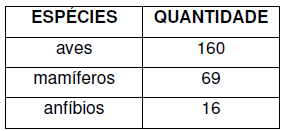 ESPÉCIES QUANTIDADE
aves 160
mamíferos 69
anfíbios 16